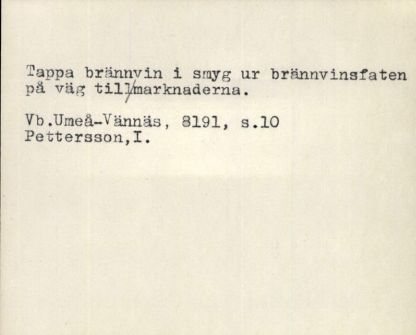 Tappa brännvin i smyg ur brännvinsfaten
på väg till/marknaderna.
Vb.Umeå-Vännäs, 8191, s.10
Pettersson,I.